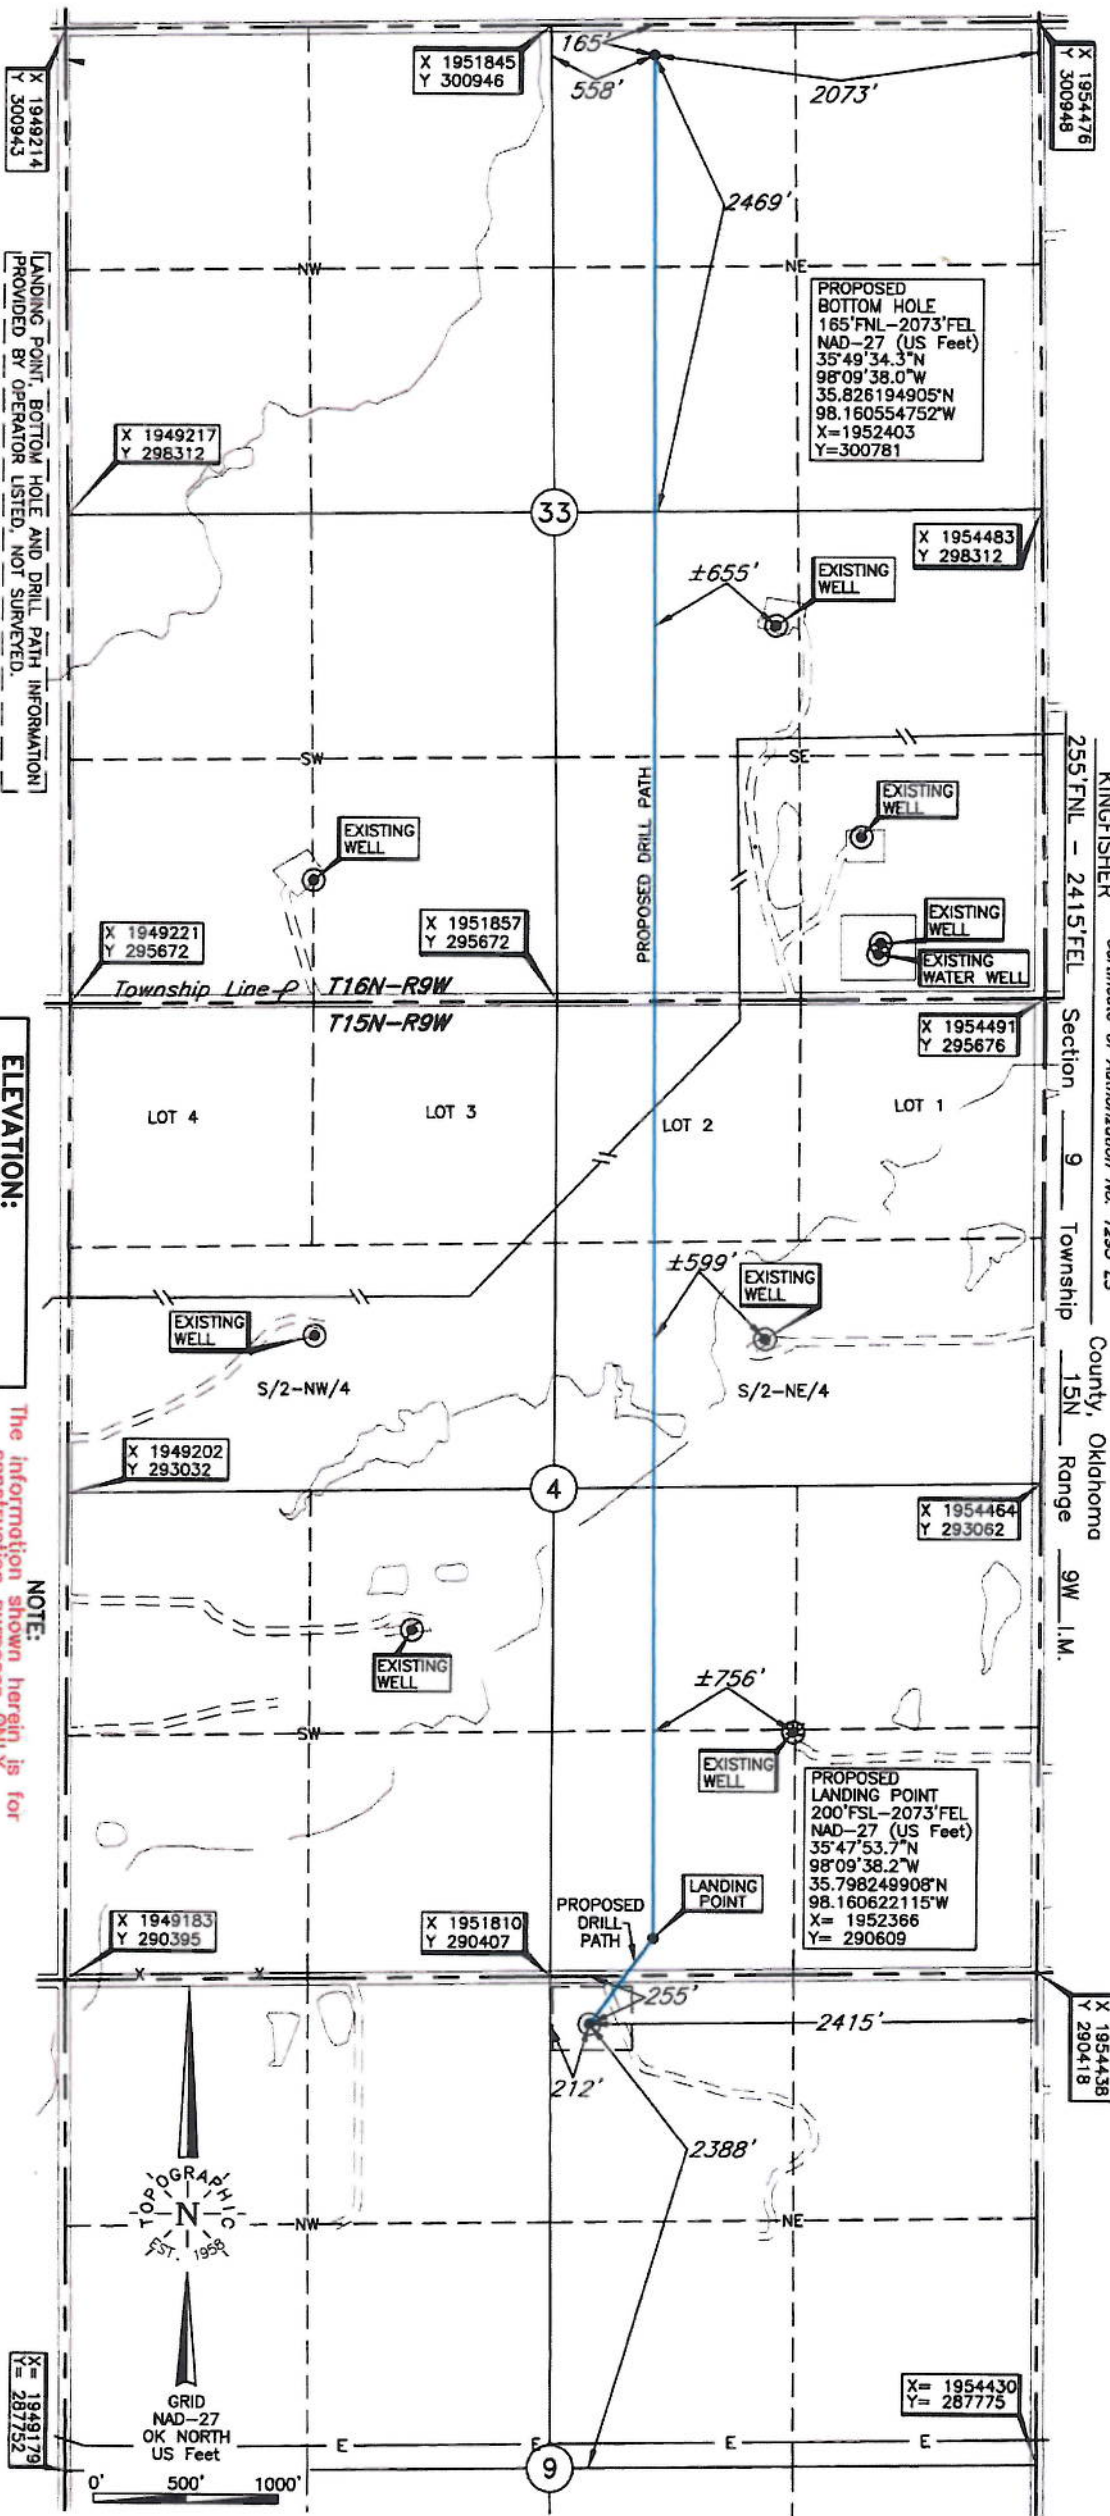 X 1954476
Y 300948
165'
X 1951845
Y 300946
558'
2073'
X 1949214
Y 300943
2469'
NW
NE
PROPOSED
BOTTOM HOLE
165'FNL-2073'FEL
NAD-27 (US Feet)
35°49'34.3"N
98°09'38.0"W
35.826194905°N
98.160554752°W
X=1952403
Y=300781
LANDING POINT, BOTTOM HOLE AND DRILL PATH INFORMATION
PROVIDED BY OPERATOR LISTED, NOT SURVEYED.
X 1949217
Y 298312
33
X 1954483
Y 298312
±655'
EXISTING
WELL
KINGFISHER
County, Oklahoma
255'FNL - 2415'FEL Section 9 Township 15N Range 9W I.M.
SW
SE
PROPOSED DRILL PATH
EXISTING
WELL
EXISTING
WELL
EXISTING
WELL
EXISTING
WATER WELL
X 1949221
Y 295672
X 1951857
Y 295672
Township Line
T16N-R9W
T15N-R9W
X 1954491
Y 295676
LOT 4
LOT 3
LOT 2
LOT 1
ELEVATION:
±599'
EXISTING
WELL
EXISTING
WELL
S/2-NW/4
S/2-NE/4
X 1949202
Y 293032
4
X 1954464
Y 293062
NOTE:
The information shown herein is for
EXISTING
WELL
±756'
SW
EXISTING
WELL
PROPOSED
LANDING POINT
200'FSL-2073'FEL
NAD-27 (US Feet)
35°47'53.7"N
98°09'38.2"W
35.798249908°N
98.160622115°W
X= 1952366
Y= 290609
LANDING
POINT
PROPOSED
DRILL
PATH
X 1949183
Y 290395
X 1951810
Y 290407
X X
X 1954438
Y 290418
255'
2415'
212'
2388'
TOPOGRAPHIC
N
EST. 1958
NW
NE
GRID
NAD-27
OK NORTH
US Feet
X= 1949179
Y= 287752
X= 1954430
Y= 287775
E E E E
9
0' 500' 1000'